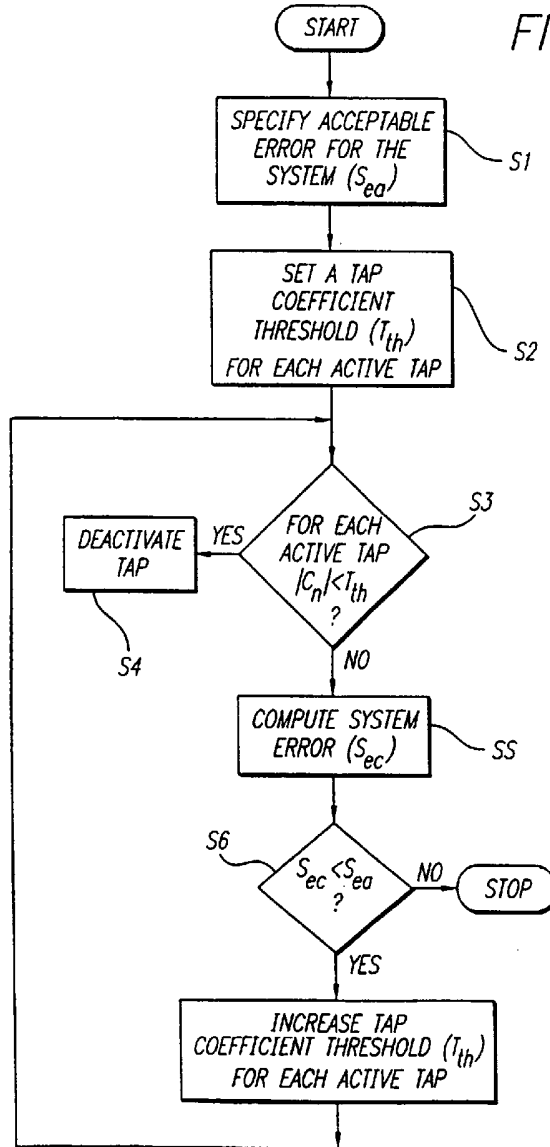 START
FI
SPECIFY ACCEPTABLE
ERROR FOR THE
SYSTEM (Sea)
S1
SET A TAP
COEFFICIENT
THRESHOLD (Tth)
FOR EACH ACTIVE TAP
S2
FOR EACH
ACTIVE TAP
|Cn|<Tth
?
S3
YES
DEACTIVATE
TAP
S4
NO
COMPUTE SYSTEM
ERROR (Sec)
SS
S6
Sec<Sea
?
NO
STOP
YES
INCREASE TAP
COEFFICIENT THRESHOLD (Tth)
FOR EACH ACTIVE TAP